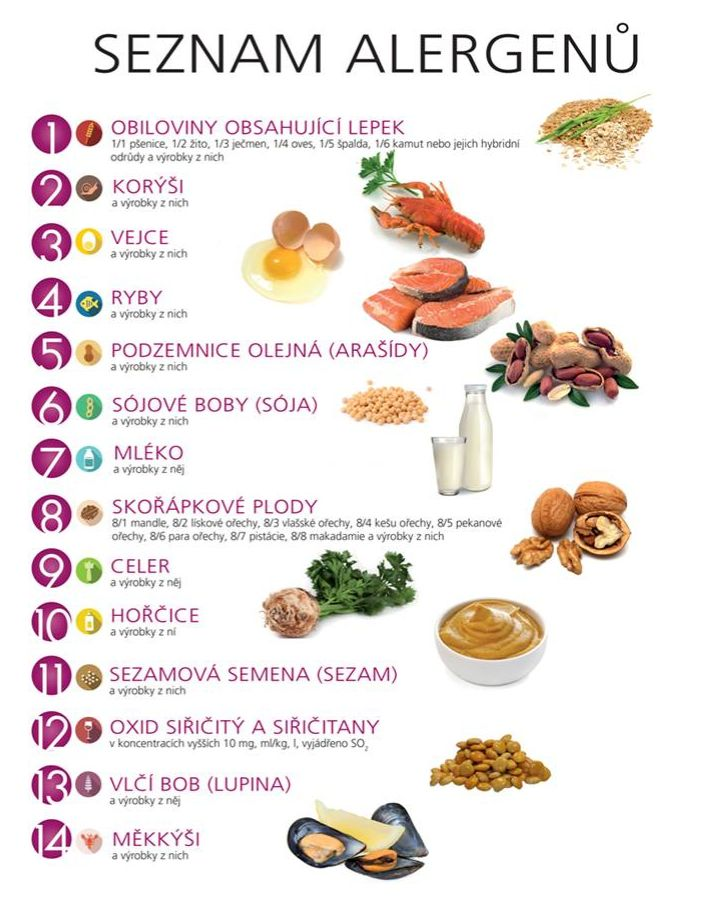 SEZNAM ALERGENŮ
1 OBILOVINY OBSAHUJÍCÍ LEPEK
1/1 pšenice, 1/2 žito, 1/3 ječmen, 1/4 oves, 1/5 špalda, 1/6 kamut nebo jejich hybridní
odrůdy a výrobky z nich
2 KORÝŠI
a výrobky z nich
3 VEJCE
a výrobky z nich
4 RYBY
a výrobky z nich
5 PODZEMNICE OLEJNÁ (ARAŠÍDY)
a výrobky z nich
6 SÓJOVÉ BOBY (SÓJA)
a výrobky z nich
7 MLÉKO
a výrobky z něj
8 SKOŘÁPKOVÉ PLODY
8/1 mandle, 8/2 lískové ořechy, 8/3 vlašské ořechy, 8/4 kešu ořechy, 8/5 pekanové
ořechy, 8/6 para ořechy, 8/7 pistácie, 8/8 makadamie a výrobky z nich
9 CELER
a výrobky z něj
10 HOŘČICE
a výrobky z ní
11 SEZAMOVÁ SEMENA (SEZAM)
a výrobky z nich
12 OXID SIŘIČITÝ A SIŘIČITANY
v koncentracích vyšších 10 mg, ml/kg, l, vyjádřeno SO₂
13 VLČÍ BOB (LUPINA)
a výrobky z něj
14 MĚKKÝŠI
a výrobky z nich